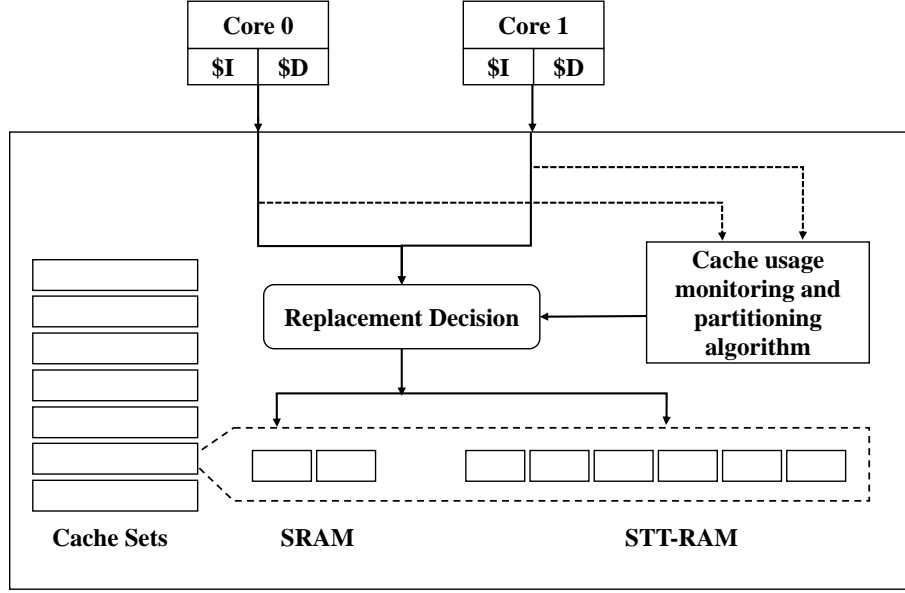 Core 0
$I $D
Core 1
$I $D
Cache usage
monitoring and
partitioning
algorithm
Replacement Decision
Cache Sets
SRAM
STT-RAM